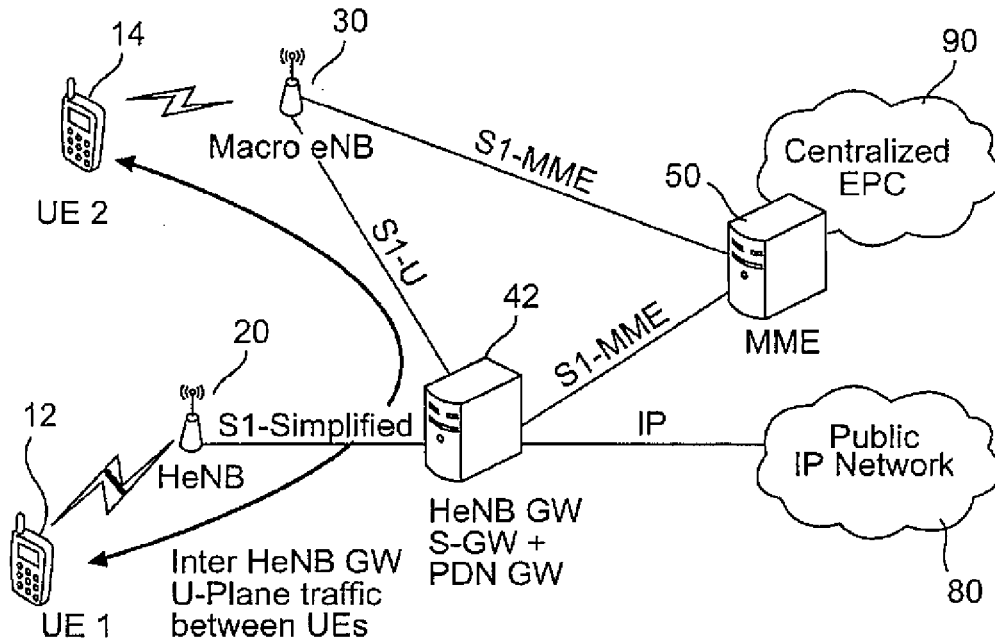 14
30
90
Macro eNB
S1-MME
Centralized
EPC
50
UE 2
S1-U
42
S1-MME
MME
20
12
S1-Simplified
IP
Public
IP Network
HeNB
HeNB GW
S-GW +
PDN GW
Inter HeNB GW
U-Plane traffic
between UEs
80
UE 1